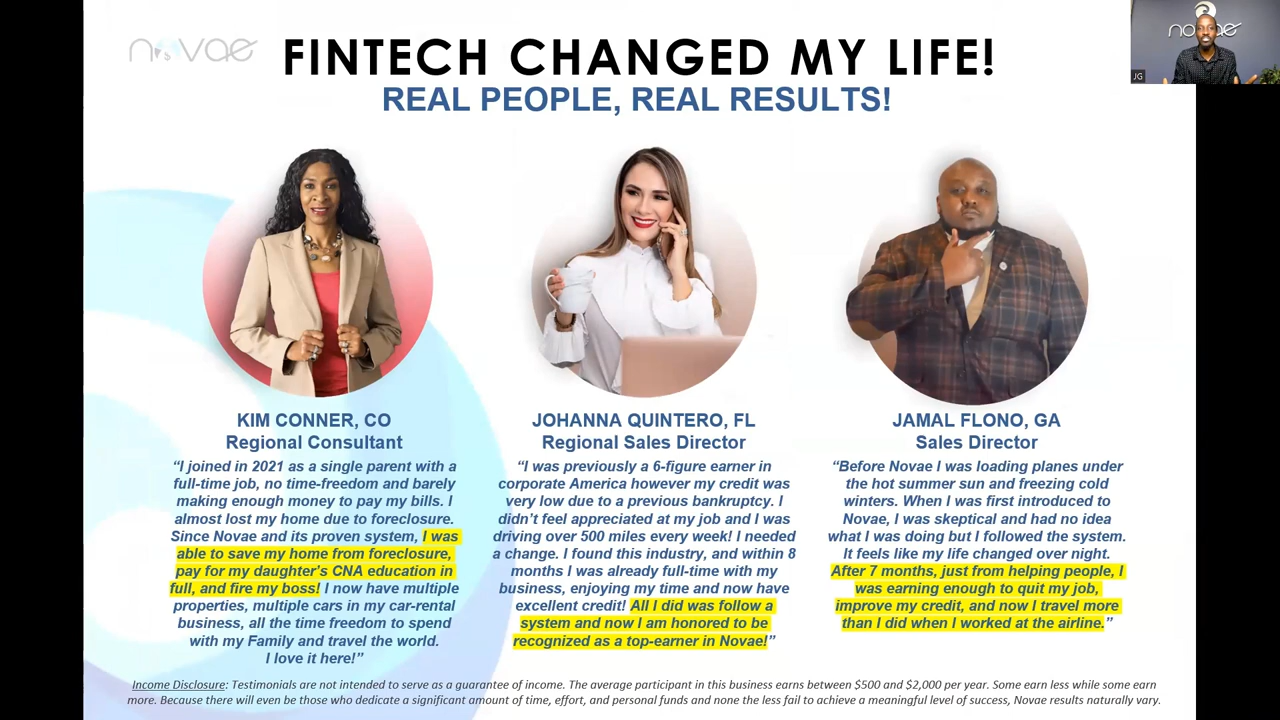 novae
FINTECH CHANGED MY LIFE!
REAL PEOPLE, REAL RESULTS!
novae
JG
KIM CONNER, CO
Regional Consultant
“I joined in 2021 as a single parent with a
full-time job, no time-freedom and barely
making enough money to pay my bills. I
almost lost my home due to foreclosure.
Since Novae and its proven system, I was
able to save my home from foreclosure,
pay for my daughter’s CNA education in
full, and fire my boss! I now have multiple
properties, multiple cars in my car-rental
business, all the time freedom to spend
with my Family and travel the world.
I love it here!”
JOHANNA QUINTERO, FL
Regional Sales Director
“I was previously a 6-figure earner in
corporate America however my credit was
very low due to a previous bankruptcy. I
didn’t feel appreciated at my job and I was
driving over 500 miles every week! I needed
a change. I found this industry, and within 8
months I was already full-time with my
business, enjoying my time and now have
excellent credit! All I did was follow a
system and now I am honored to be
recognized as a top-earner in Novae!”
JAMAL FLONO, GA
Sales Director
“Before Novae I was loading planes under
the hot summer sun and freezing cold
winters. When I was first introduced to
Novae, I was skeptical and had no idea
what I was doing but I followed the system.
It feels like my life changed over night.
After 7 months, just from helping people, I
was earning enough to quit my job,
improve my credit, and now I travel more
than I did when I worked at the airline.”
Income Disclosure: Testimonials are not intended to serve as a guarantee of income. The average participant in this business earns between $500 and $2,000 per year. Some earn less while some earn
more. Because there will even be those who dedicate a significant amount of time, effort, and personal funds and none the less fail to achieve a meaningful level of success, Novae results naturally vary.